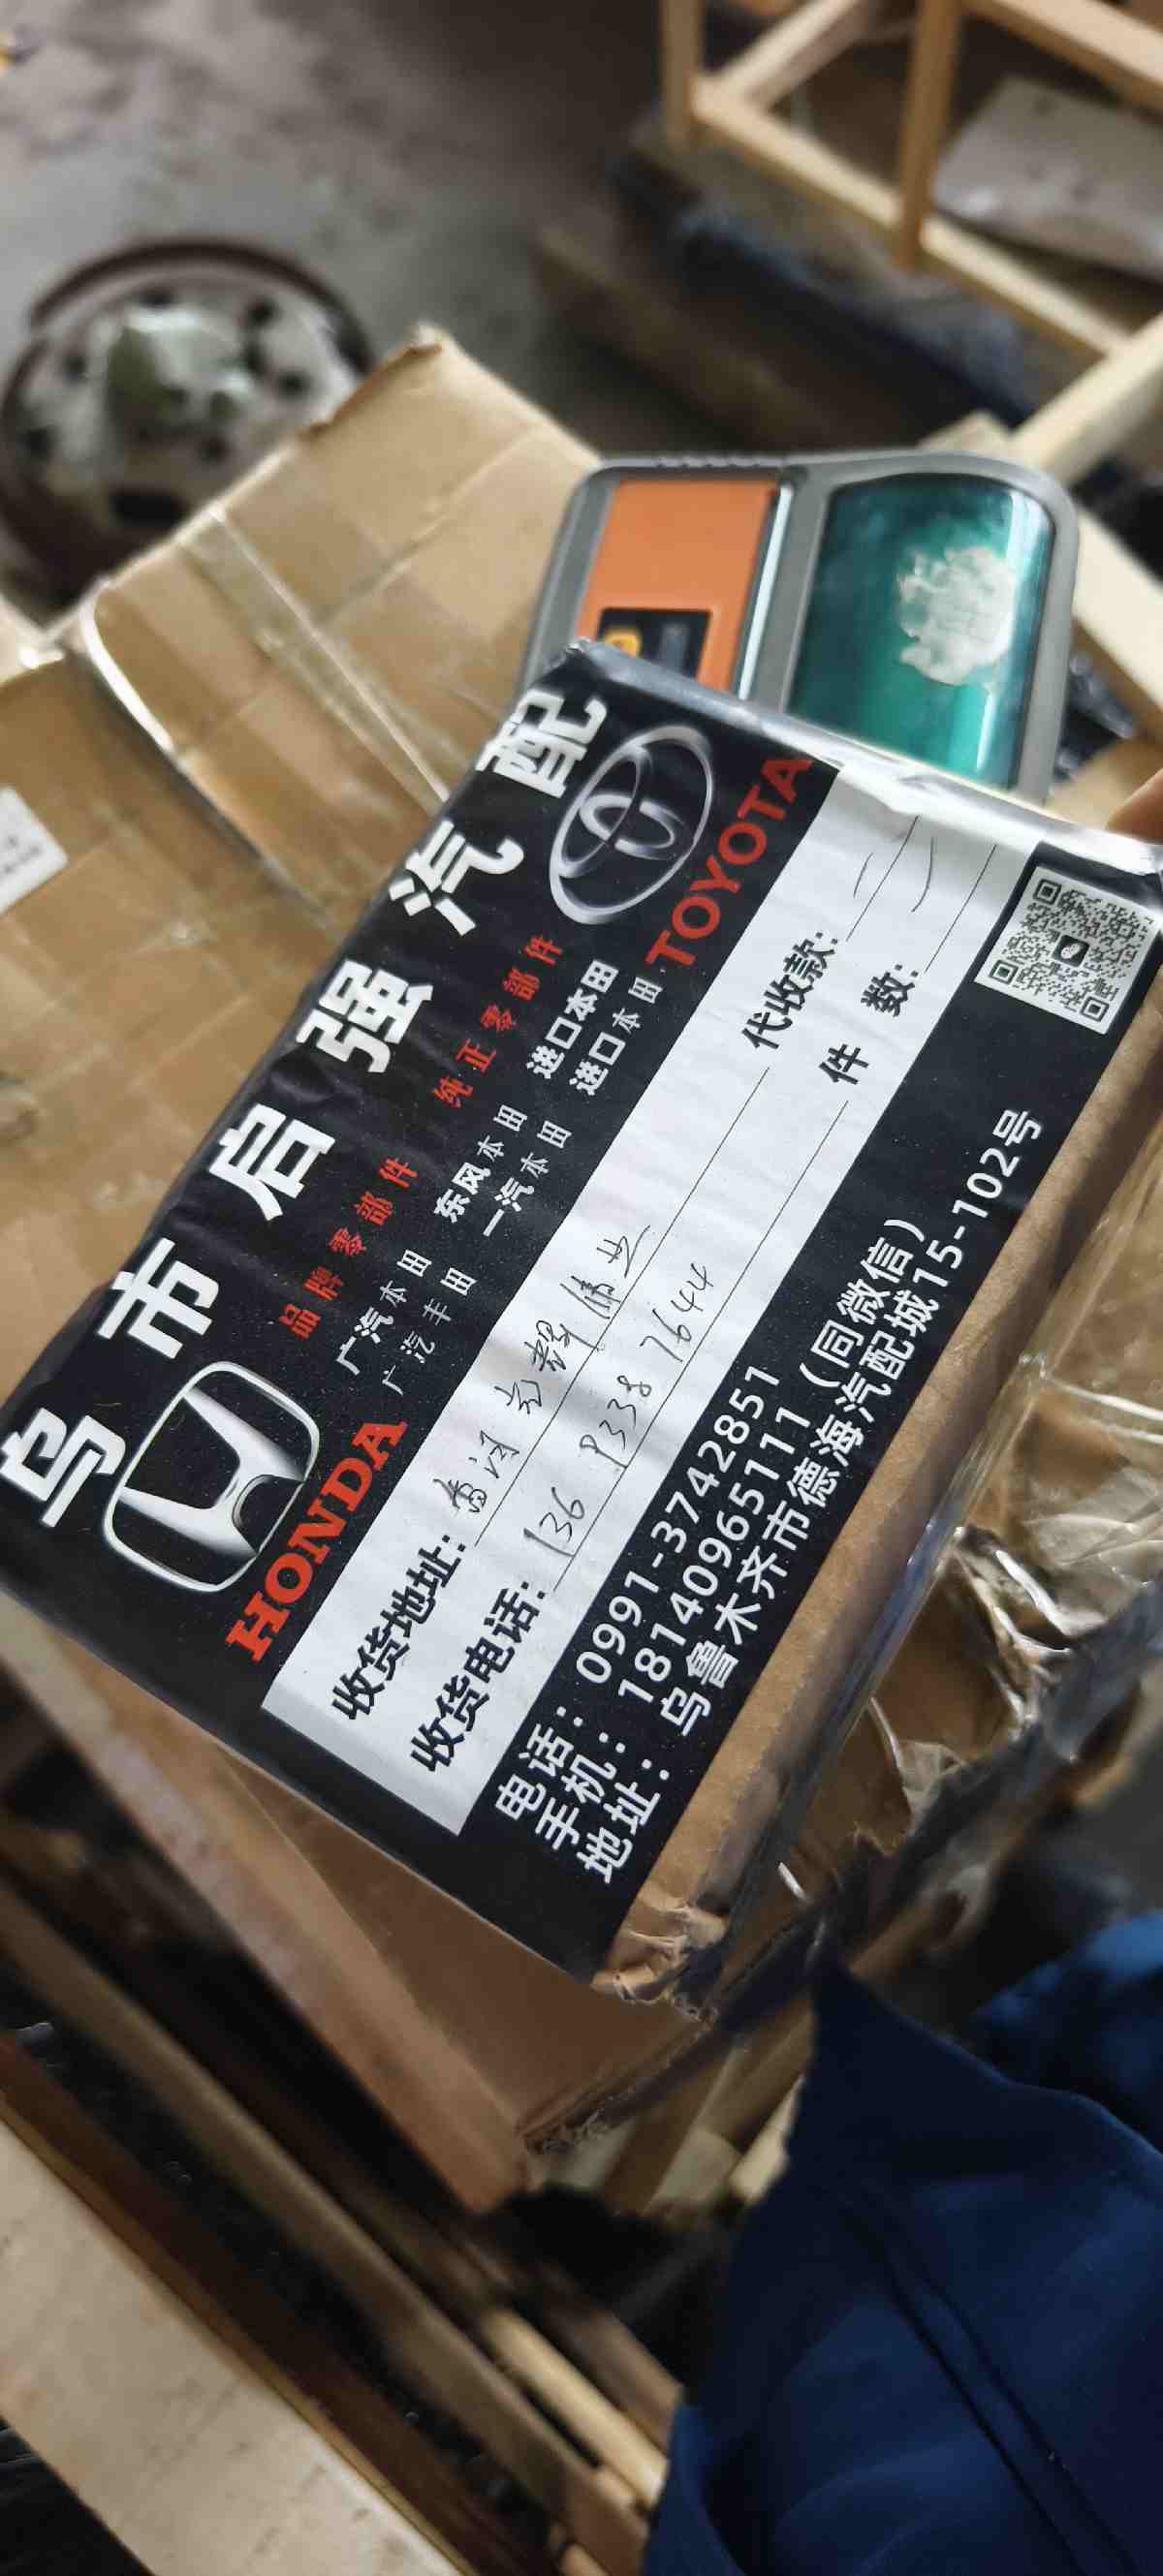 乌市启强汽配
HONDA
品牌零部件 纯正零部件
广汽本田 东风本田 进口本田
广汽丰田 一汽本田 进口本田
TOYOTA
收货地址:
代收款:
收货电话: 136 9338 7644
件 数:
电话: 0991-3742851
手机: 18140965111 (同微信)
地址: 乌鲁木齐市德海汽配城15-102号